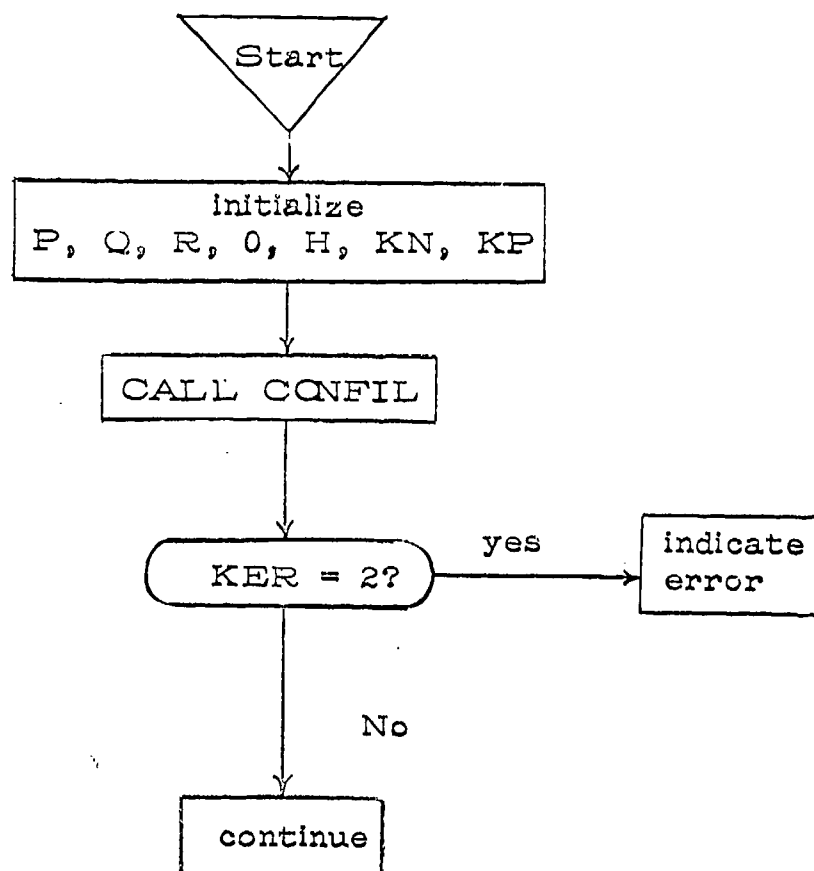 Start
initialize
P, Q, R, 0, H, KN, KP
CALL CONFIL
KER = 2?
yes
indicate
error
No
continue